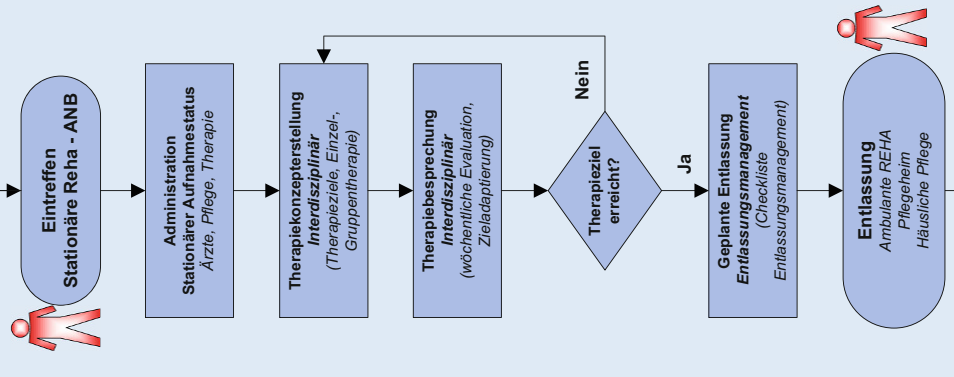 Eintreffen
Stationäre Reha - ANB
Administration
Stationärer Aufnahmestatus
Ärzte, Pflege, Therapie
Therapiekonzepterstellung
Interdisziplinär
(Therapieziele, Einzel-,
Gruppentherapie)
Therapiebesprechung
Interdisziplinär
(wöchentliche Evaluation,
Zieladaptierung)
Therapieziel
erreicht?
Nein
Ja
Geplante Entlassung
Entlassungsmanagement
(Checkliste
Entlassungsmanagement)
Entlassung
Ambulante REHA
Pflegeheim
Häusliche Pflege